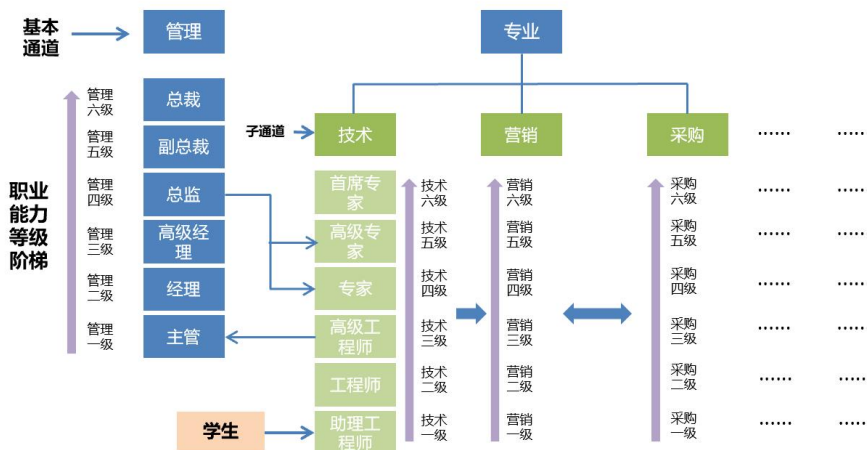 基本
通道
管理
专业
管理
六级
总裁
子通道
技术
营销
采购
......
.....
管理
五级
副总裁
职业
能力
等级
阶梯
管理
四级
总监
首席专
家
技术
六级
营销
六级
采购
六级
......
.....
管理
三级
高级经
理
高级专
家
技术
五级
营销
五级
采购
五级
......
.....
管理
二级
经理
专家
技术
四级
营销
四级
采购
四级
......
.....
管理
一级
主管
高级工
程师
技术
三级
营销
三级
采购
三级
......
.....
工程师
技术
二级
营销
二级
采购
二级
......
.....
学生
助理工
程师
技术
一级
营销
一级
采购
一级
......
.....